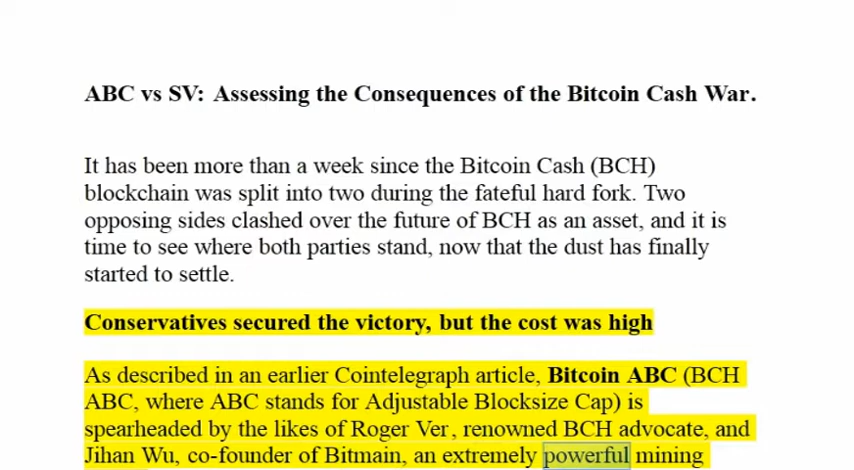 ABC vs SV: Assessing the Consequences of the Bitcoin Cash War.
It has been more than a week since the Bitcoin Cash (BCH)
blockchain was split into two during the fateful hard fork. Two
opposing sides clashed over the future of BCH as an asset, and it is
time to see where both parties stand, now that the dust has finally
started to settle.
Conservatives secured the victory, but the cost was high
As described in an earlier Cointelegraph article, Bitcoin ABC (BCH
ABC, where ABC stands for Adjustable Blocksize Cap) is
spearheaded by the likes of Roger Ver, renowned BCH advocate, and
Jihan Wu, co-founder of Bitmain, an extremely powerful mining